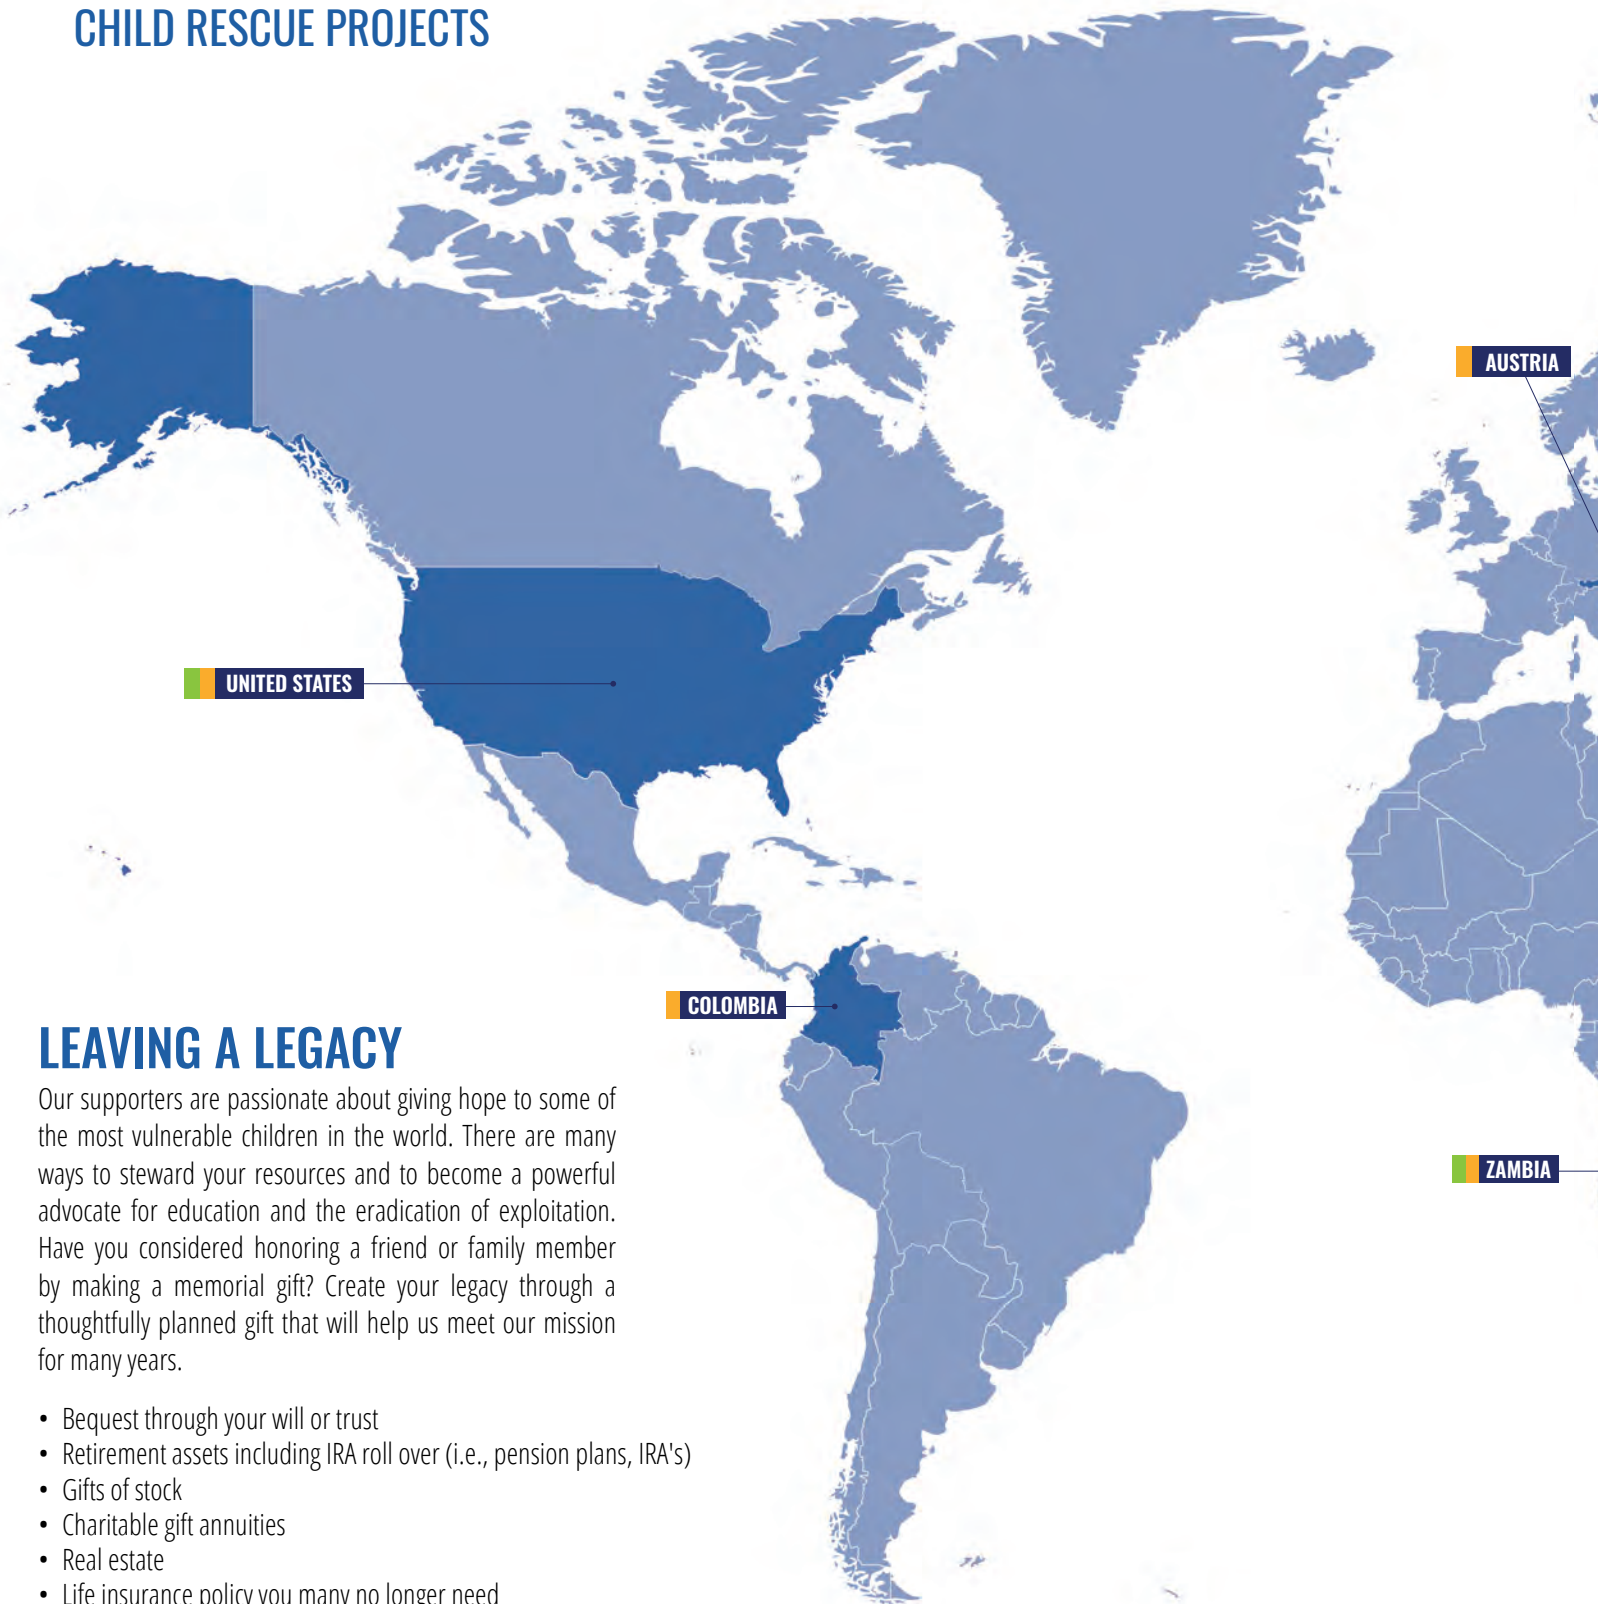 CHILD RESCUE PROJECTS
AUSTRIA
UNITED STATES
COLOMBIA
ZAMBIA
LEAVING A LEGACY
Our supporters are passionate about giving hope to some of
the most vulnerable children in the world. There are many
ways to steward your resources and to become a powerful
advocate for education and the eradication of exploitation.
Have you considered honoring a friend or family member
by making a memorial gift? Create your legacy through a
thoughtfully planned gift that will help us meet our mission
for many years.
• Bequest through your will or trust
• Retirement assets including IRA roll over (i.e., pension plans, IRA's)
• Gifts of stock
• Charitable gift annuities
• Real estate
• Life insurance policy you many no longer need